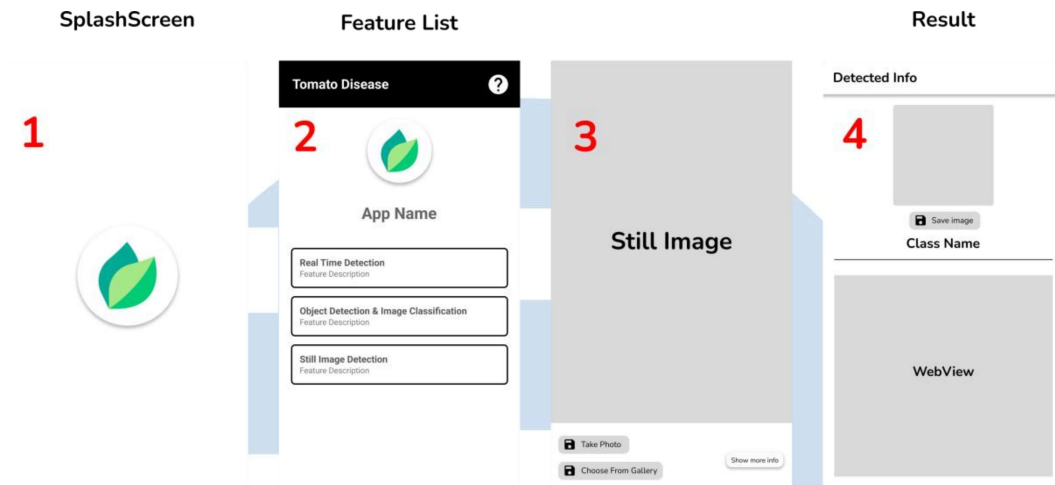 SplashScreen
Feature List
Result
1
Tomato Disease
?
2
App Name
Real Time Detection
Feature Description
Object Detection & Image Classification
Feature Description
Still Image Detection
Feature Description
3
Still Image
Take Photo
Choose From Gallery
Show more info
Detected Info
4
Save image
Class Name
WebView